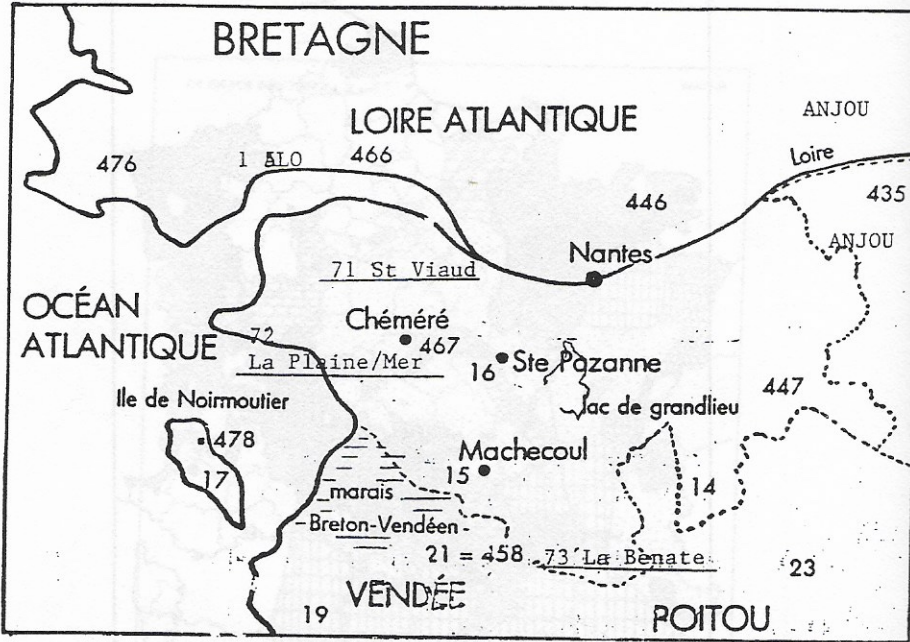 BRETAGNE
LOIRE ATLANTIQUE
ANJOU
Loire
476
1 ALO
466
446
435
ANJOU
Nantes
71 St Viaud
OCÉAN
ATLANTIQUE
Chéméré
72
467
La Plaine/Mer
16
Ste Pazanne
Ile de Noirmoutier
lac de grandlieu
447
478
17
Machecoul
15
14
marais
Breton-Vendéen
21 = 458
73 La Bénate
23
VENDÉE
19
POITOU